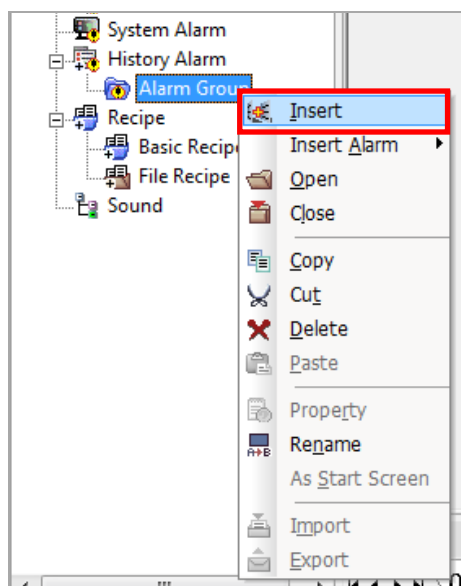 System Alarm
History Alarm
Alarm Group
Recipe
Insert
Basic Recipe
Insert Alarm
File Recipe
Open
Sound
Close
Copy
Cut
Delete
Paste
Property
A+B Rename
As Start Screen
Import
Export